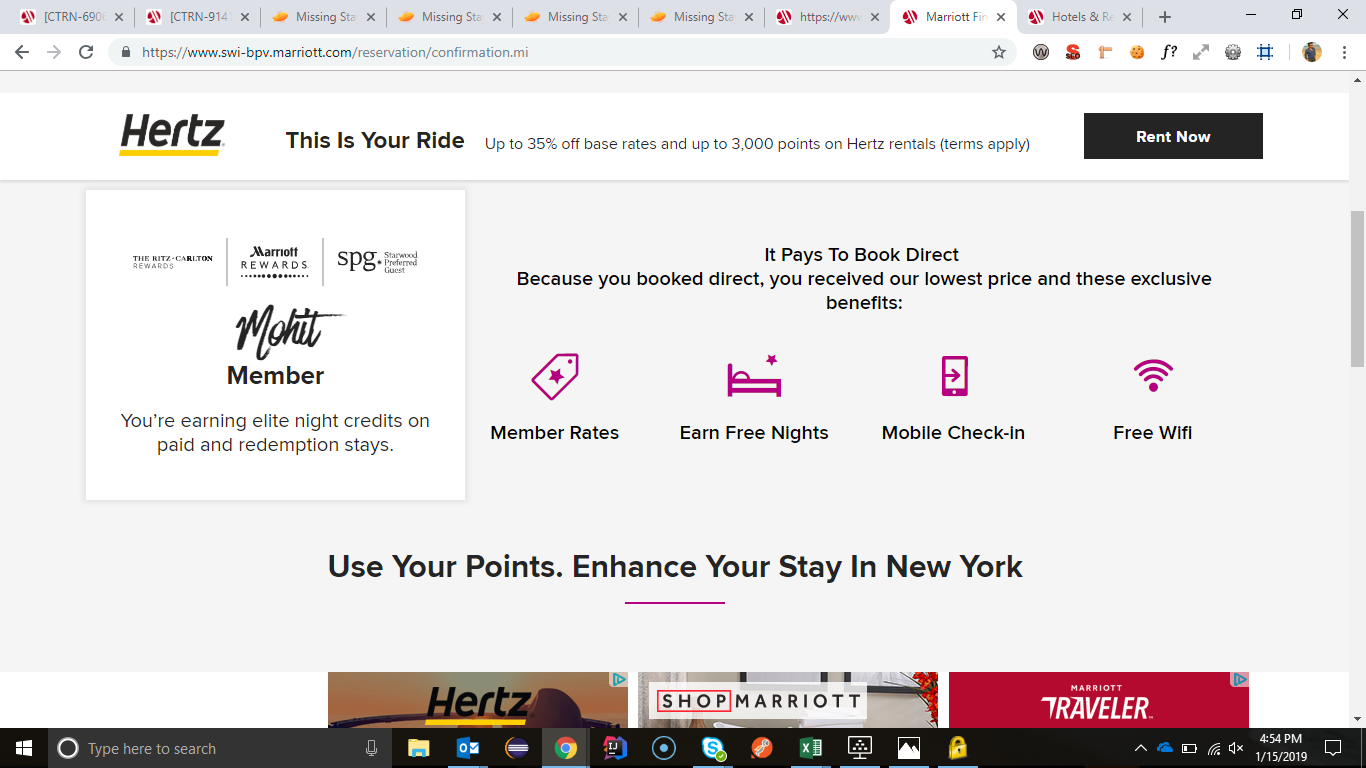 [CTRN-690
[CTRN-914
Missing Sta
Missing Sta
Missing Sta
Missing Sta
https://www
Marriott Fin
Hotels & Re
https://www.swi-bpv.marriott.com/reservation/confirmation.mi
Hertz
This Is Your Ride
Up to 35% off base rates and up to 3,000 points on Hertz rentals (terms apply)
Rent Now
THE RITZ-CARLTON
REWARDS
Marriott
REWARDS
spg
Starwood
Preferred
Guest
Mohit
Member
You’re earning elite night credits on
paid and redemption stays.
It Pays To Book Direct
Because you booked direct, you received our lowest price and these exclusive
benefits:
Member Rates
Earn Free Nights
Mobile Check-in
Free Wifi
Use Your Points. Enhance Your Stay In New York
Hertz
SHOPMARRIOTT
MARRIOTT
TRAVELER
Type here to search
4:54 PM
1/15/2019